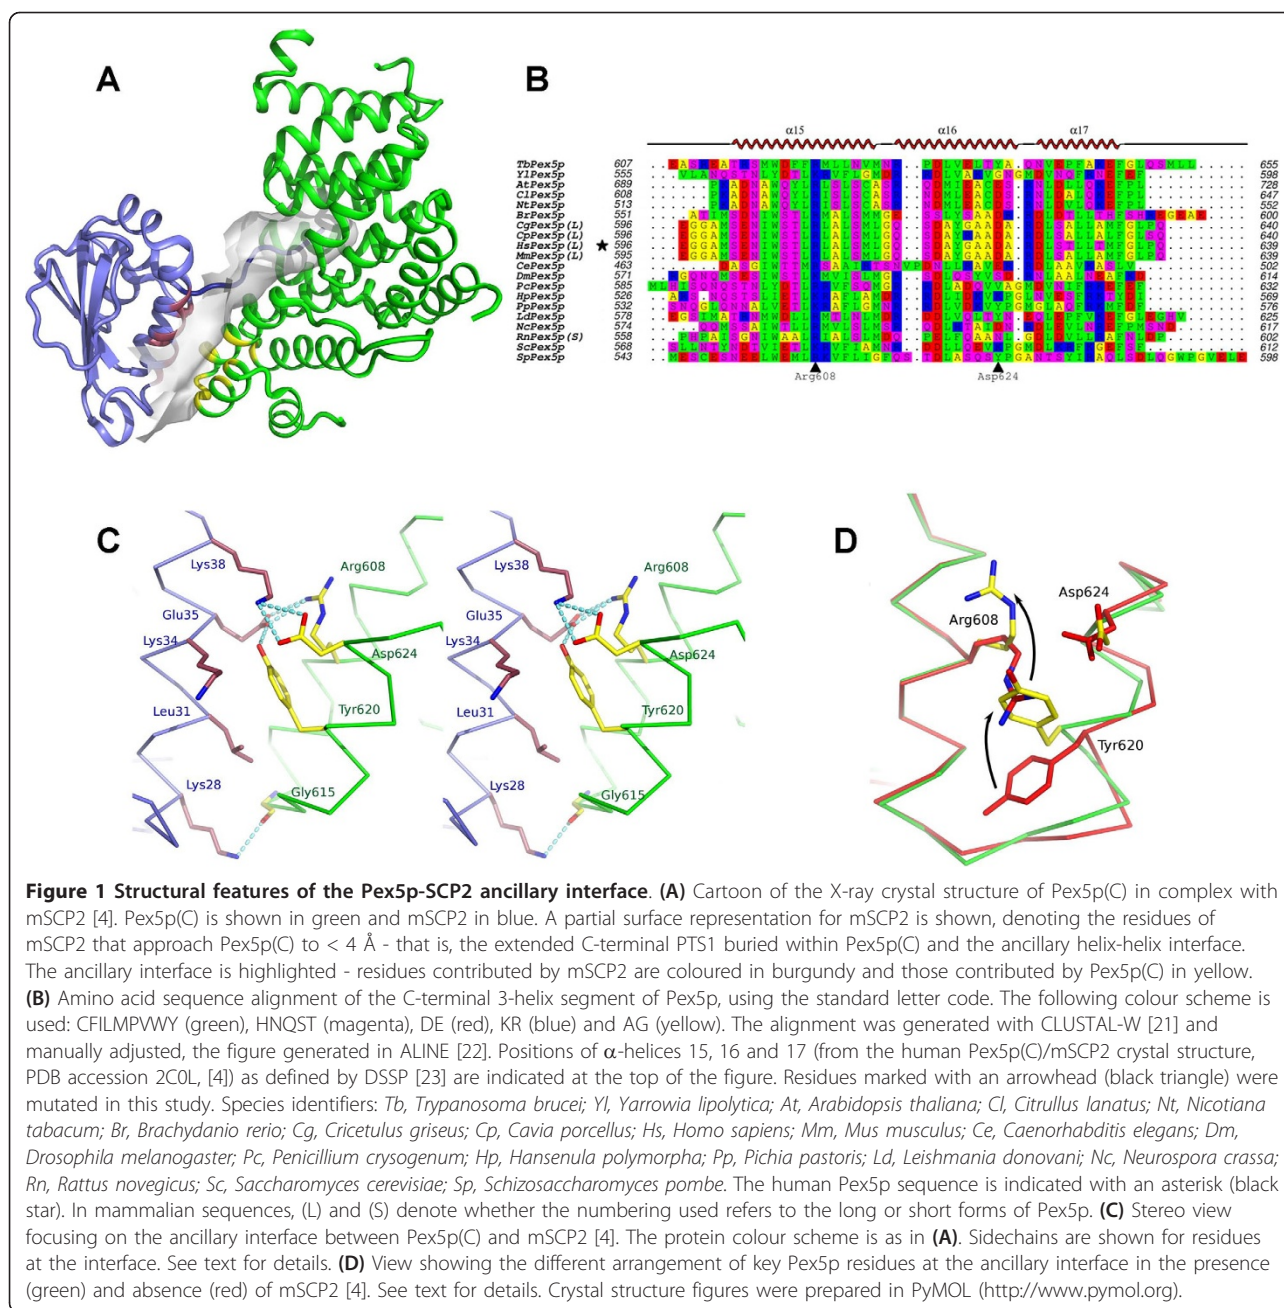 A
B
α15
α16
α17
TbPex5p 607 655
YlPex5p 555 598
AtPex5p 689 728
ClPex5p 608 647
NtPex5p 513 552
BrPex5p 551 600
CgPex5p(L) 596 640
CpPex5p(L) 596 640
HsPex5p(L) ★ 596 639
MmPex5p(L) 595 639
CePex5p 463 502
DmPex5p 571 614
PcPex5p 585 632
HpPex5p 526 569
PpPex5p 532 576
LdPex5p 578 625
NcPex5p 574 617
RnPex5p(S) 558 602
ScPex5p 568 612
SpPex5p 543 598
Arg608 Asp624
C
Lys38
Arg608
Glu35
Lys34
Asp624
Leu31
Tyr620
Lys28
Gly615
Lys38
Arg608
Glu35
Lys34
Asp624
Leu31
Tyr620
Lys28
Gly615
D
Asp624
Arg608
Tyr620
Figure 1 Structural features of the Pex5p-SCP2 ancillary interface. (A) Cartoon of the X-ray crystal structure of Pex5p(C) in complex with
mSCP2 [4]. Pex5p(C) is shown in green and mSCP2 in blue. A partial surface representation for mSCP2 is shown, denoting the residues of
mSCP2 that approach Pex5p(C) to < 4 Å - that is, the extended C-terminal PTS1 buried within Pex5p(C) and the ancillary helix-helix interface.
The ancillary interface is highlighted - residues contributed by mSCP2 are coloured in burgundy and those contributed by Pex5p(C) in yellow.
(B) Amino acid sequence alignment of the C-terminal 3-helix segment of Pex5p, using the standard letter code. The following colour scheme is
used: CFILMPVWY (green), HNQST (magenta), DE (red), KR (blue) and AG (yellow). The alignment was generated with CLUSTAL-W [21] and
manually adjusted, the figure generated in ALINE [22]. Positions of α-helices 15, 16 and 17 (from the human Pex5p(C)/mSCP2 crystal structure,
PDB accession 2C0L, [4]) as defined by DSSP [23] are indicated at the top of the figure. Residues marked with an arrowhead (black triangle) were
mutated in this study. Species identifiers: Tb, Trypanosoma brucei; Yl, Yarrowia lipolytica; At, Arabidopsis thaliana; Cl, Citrullus lanatus; Nt, Nicotiana
tabacum; Br, Brachydanio rerio; Cg, Cricetulus griseus; Cp, Cavia porcellus; Hs, Homo sapiens; Mm, Mus musculus; Ce, Caenorhabditis elegans; Dm,
Drosophila melanogaster; Pc, Penicillium crysogenum; Hp, Hansenula polymorpha; Pp, Pichia pastoris; Ld, Leishmania donovani; Nc, Neurospora crassa;
Rn, Rattus novegicus; Sc, Saccharomyces cerevisiae; Sp, Schizosaccharomyces pombe. The human Pex5p sequence is indicated with an asterisk (black
star). In mammalian sequences, (L) and (S) denote whether the numbering used refers to the long or short forms of Pex5p. (C) Stereo view
focusing on the ancillary interface between Pex5p(C) and mSCP2 [4]. The protein colour scheme is as in (A). Sidechains are shown for residues
at the interface. See text for details. (D) View showing the different arrangement of key Pex5p residues at the ancillary interface in the presence
(green) and absence (red) of mSCP2 [4]. See text for details. Crystal structure figures were prepared in PyMOL (http://www.pymol.org).